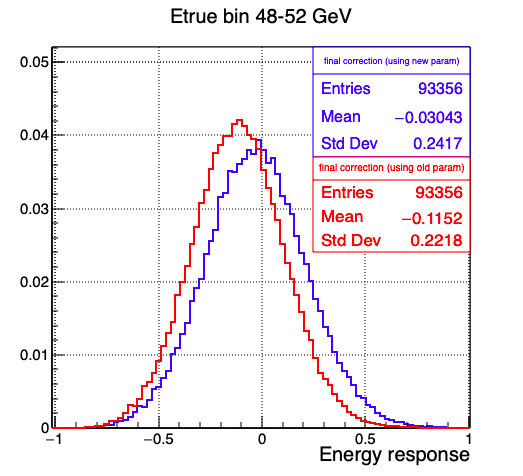 Etrue bin 48-52 GeV
0.05
0.04
0.03
0.02
0.01
0
−1
−0.5
0
0.5
1
Energy response
final correction (using new param)
Entries 93356
Mean −0.03043
Std Dev 0.2417
final correction (using old param)
Entries 93356
Mean −0.1152
Std Dev 0.2218